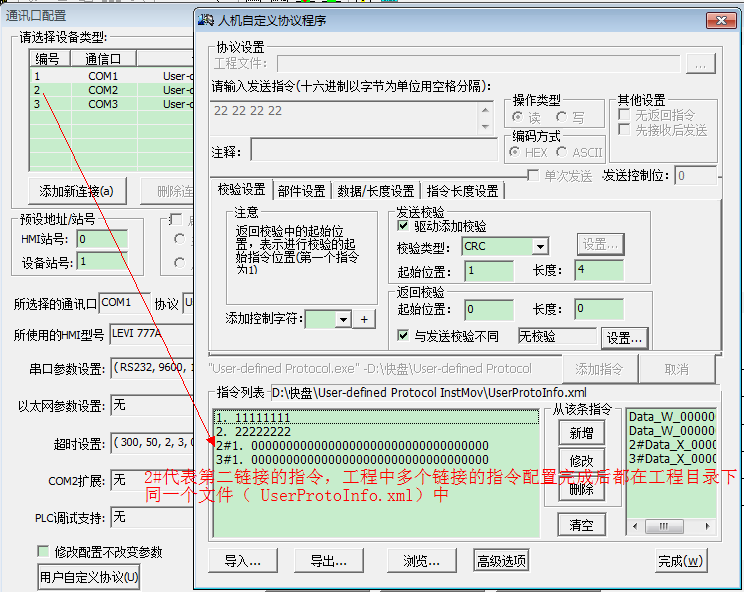 通讯口配置
请选择设备类型:
编号 通信口
1 COM1 User-d
2 COM2 User-d
3 COM3 User-d
添加新连接(a)
删除连
预设地址/站号
HMI站号: 0
设备站号: 1
所选择的通讯口 COM1 协议 U
所使用的HMI型号 LEVI 777A
串口参数设置: (RS232, 9600, 1
以太网参数设置: 无
超时设置: (300, 50, 2, 3, 0
COM2扩展: 无
PLC调试支持: 无
修改配置不改变参数
用户自定义协议(U)
人机自定义协议程序
协议设置
工程文件: ...
请输入发送指令(十六进制以字节为单位用空格分隔):
22 22 22 22
注释:
操作类型
读 写
编码方式
HEX ASCII
其他设置
无返回指令
先接收后发送
单次发送 发送控制位: 0
校验设置 部件设置 数据/长度设置 指令长度设置
注意
返回校验中的起始位
置，表示进行校验的起
始指令位置(第一个指令
为1)
添加控制字符: +
发送校验
驱动添加校验
校验类型: CRC 设置...
起始位置: 1 长度: 4
返回校验
起始位置: 0 长度: 0
与发送校验不同 无校验 设置...
"User-defined Protocol.exe" -D:\快盘\User-defined Protocol 添加指令 取消
指令列表 D:\快盘\User-defined Protocol InstMov\UserProtoInfo.xml
1. 11111111
2. 22222222
2#1. 00000000000000000000000000000000
3#1. 00000000000000000000000000000000
从该条指令
新增
修改
删除
清空
Data_W_00000
Data_W_00000
2#Data_X_0000
3#Data_X_0000
2#代表第二链接的指令，工程中多个链接的指令配置完成后都在工程目录下
同一个文件（ UserProtoInfo.xml）中
导入... 导出... 浏览... 高级选项 完成(w)